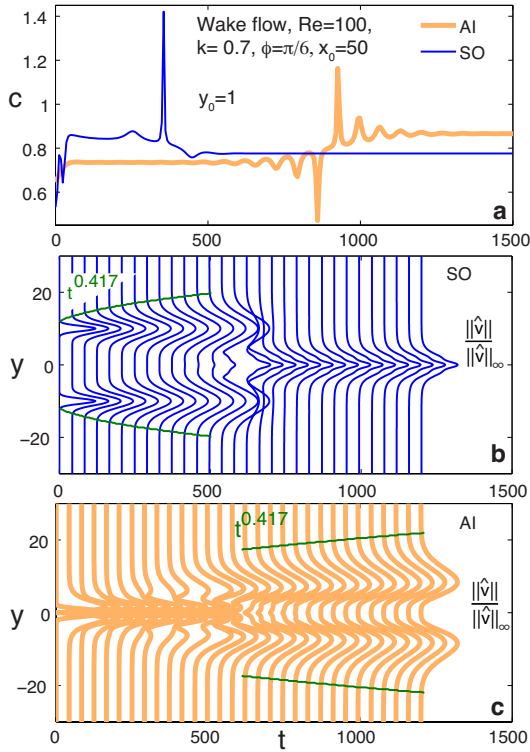 1.4
1.2
1
0.8
0.6
c
Wake flow, Re=100,
k= 0.7, ϕ=π/6, x₀=50
y₀=1
AI
SO
a
0
500
1000
1500
t^0.417
SO
||v̂||
||v̂||∞
20
0
−20
y
b
0
500
1000
1500
t^0.417
AI
||v̂||
||v̂||∞
20
0
−20
y
c
0
500
1000
1500
t